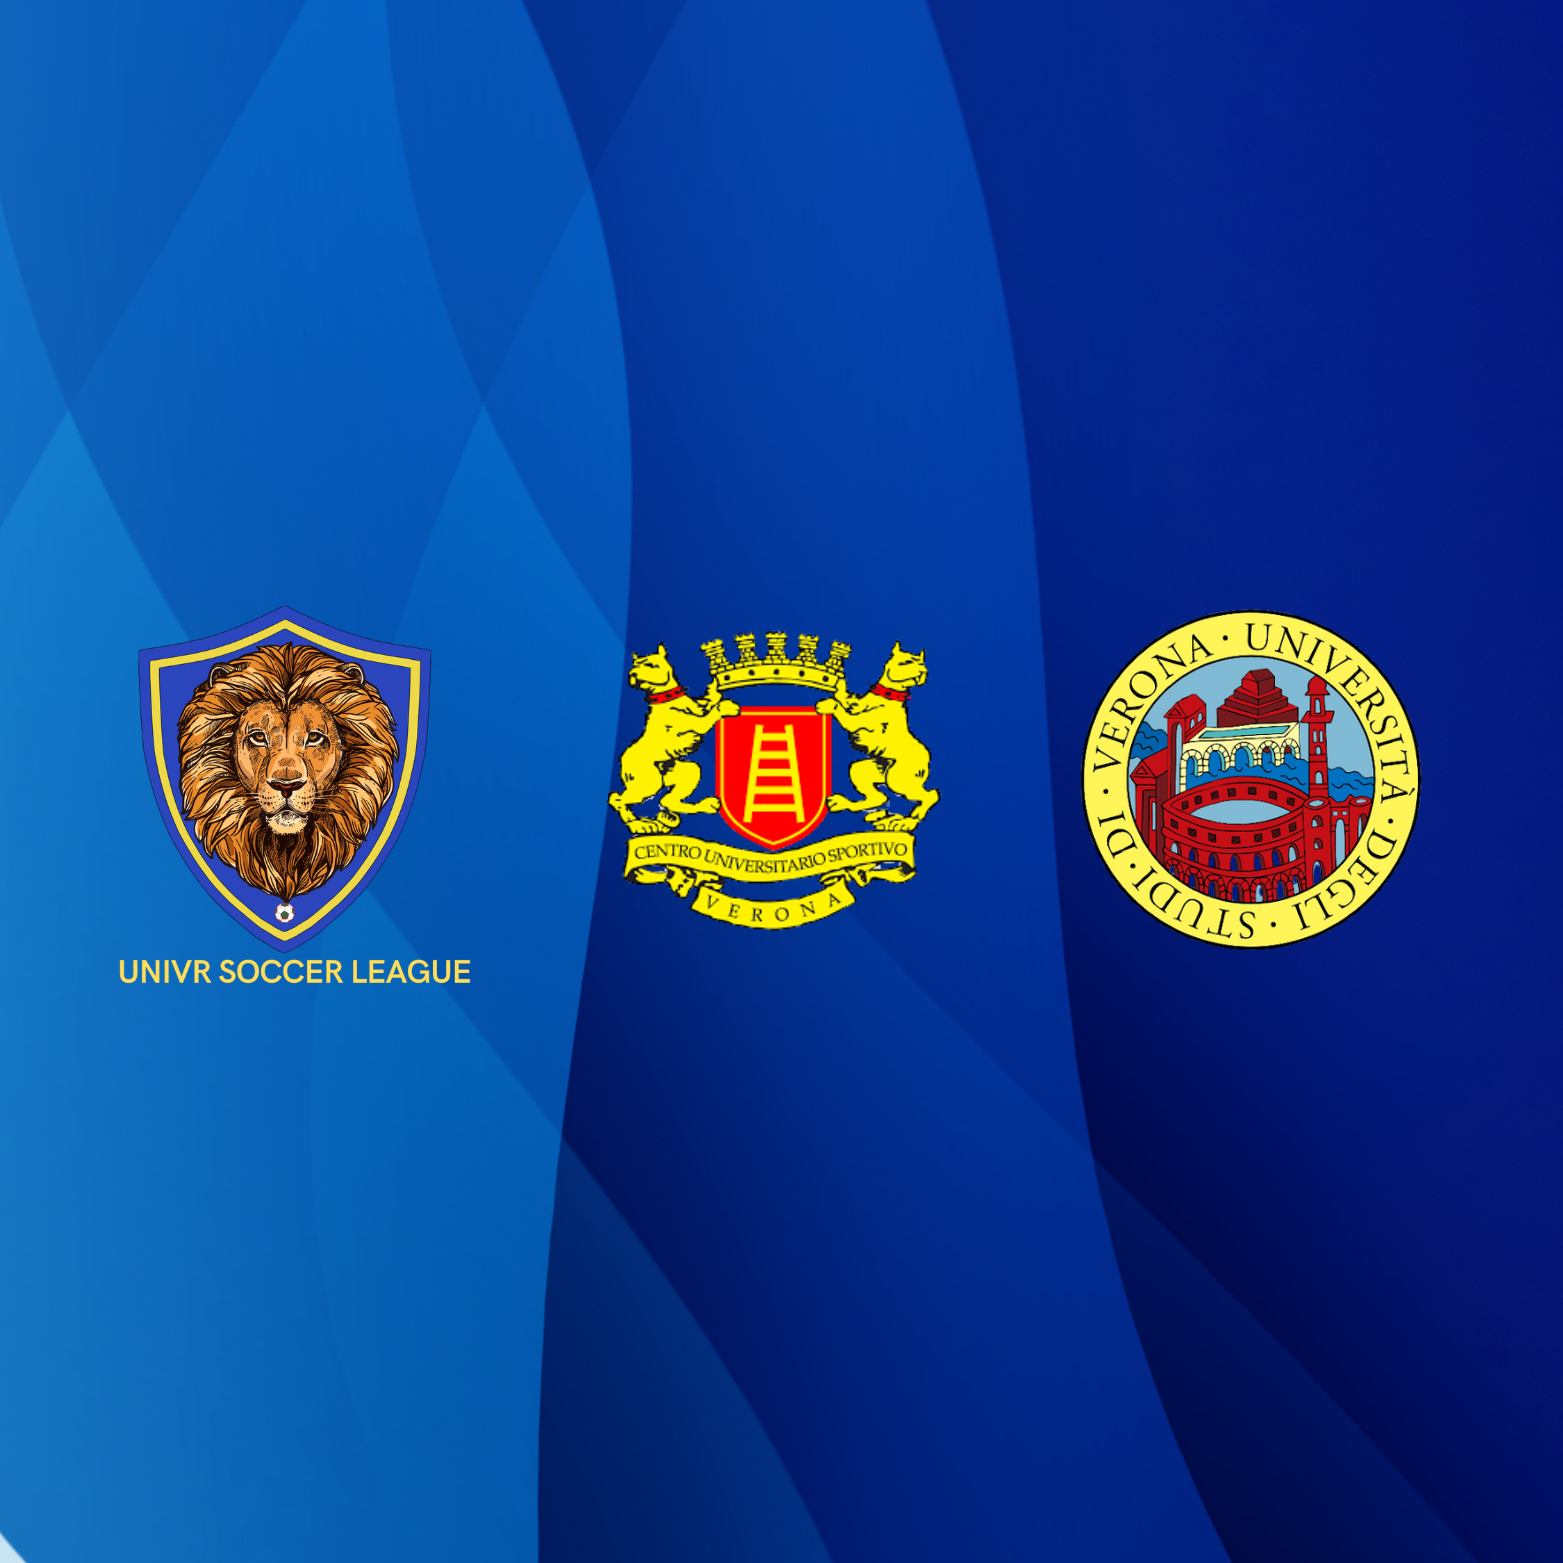 UNIVR SOCCER LEAGUE
CENTRO UNIVERSITARIO SPORTIVO
VERONA
UNIVERSITÀ · DEGLI · STUDI · DI · VERONA ·